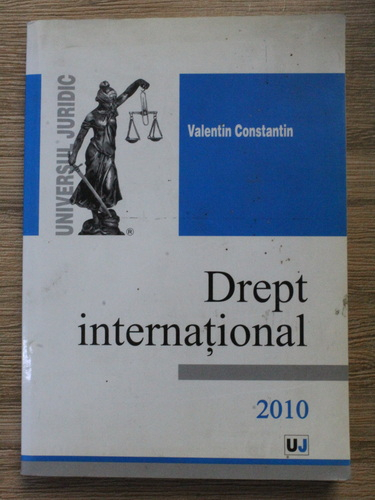 UNIVERSUL JURIDIC
®
Valentin Constantin
Drept
internațional
2010
UJ